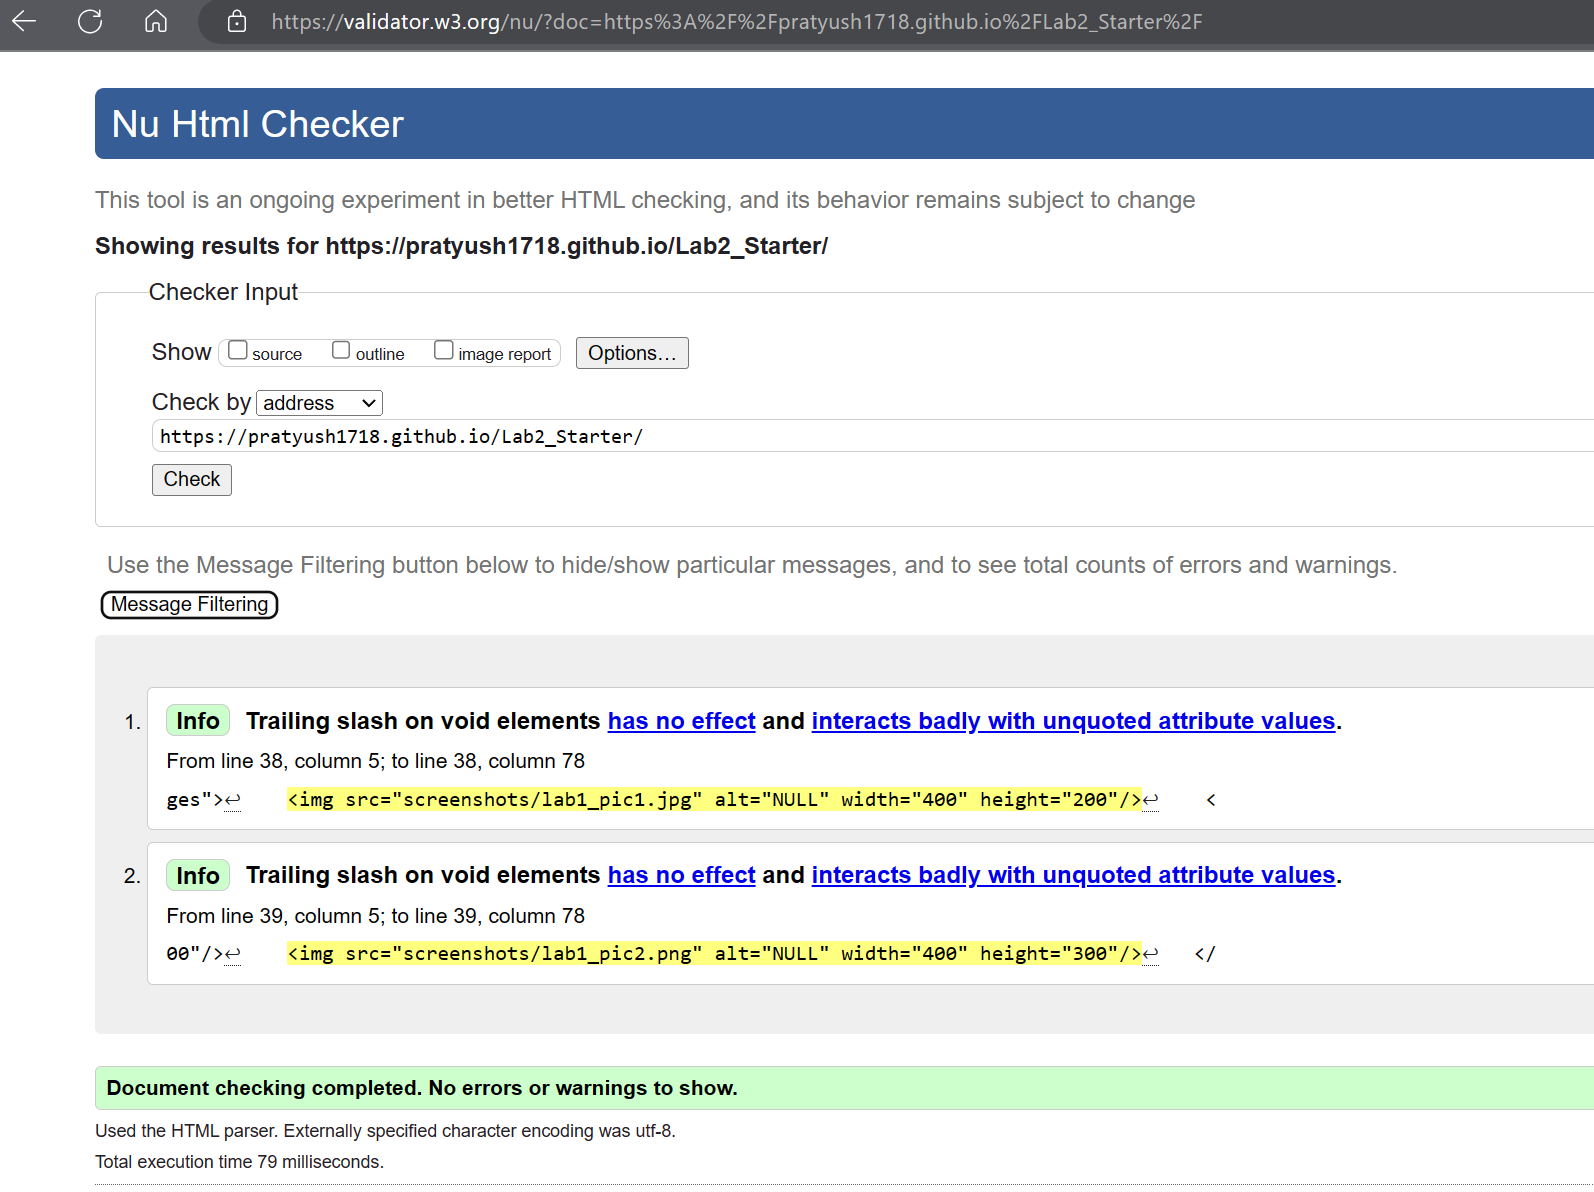 https://validator.w3.org/nu/?doc=https%3A%2F%2Fpratyush1718.github.io%2FLab2_Starter%2F
Nu Html Checker
This tool is an ongoing experiment in better HTML checking, and its behavior remains subject to change
Showing results for https://pratyush1718.github.io/Lab2_Starter/
Checker Input
Show source outline image report Options...
Check by address
https://pratyush1718.github.io/Lab2_Starter/
Check
Use the Message Filtering button below to hide/show particular messages, and to see total counts of errors and warnings.
Message Filtering
1. Info Trailing slash on void elements has no effect and interacts badly with unquoted attribute values.
From line 38, column 5; to line 38, column 78
ges">↩    <img src="screenshots/lab1_pic1.jpg" alt="NULL" width="400" height="200"/>↩    <
2. Info Trailing slash on void elements has no effect and interacts badly with unquoted attribute values.
From line 39, column 5; to line 39, column 78
00"/>↩    <img src="screenshots/lab1_pic2.png" alt="NULL" width="400" height="300"/>↩   </
Document checking completed. No errors or warnings to show.
Used the HTML parser. Externally specified character encoding was utf-8.
Total execution time 79 milliseconds.